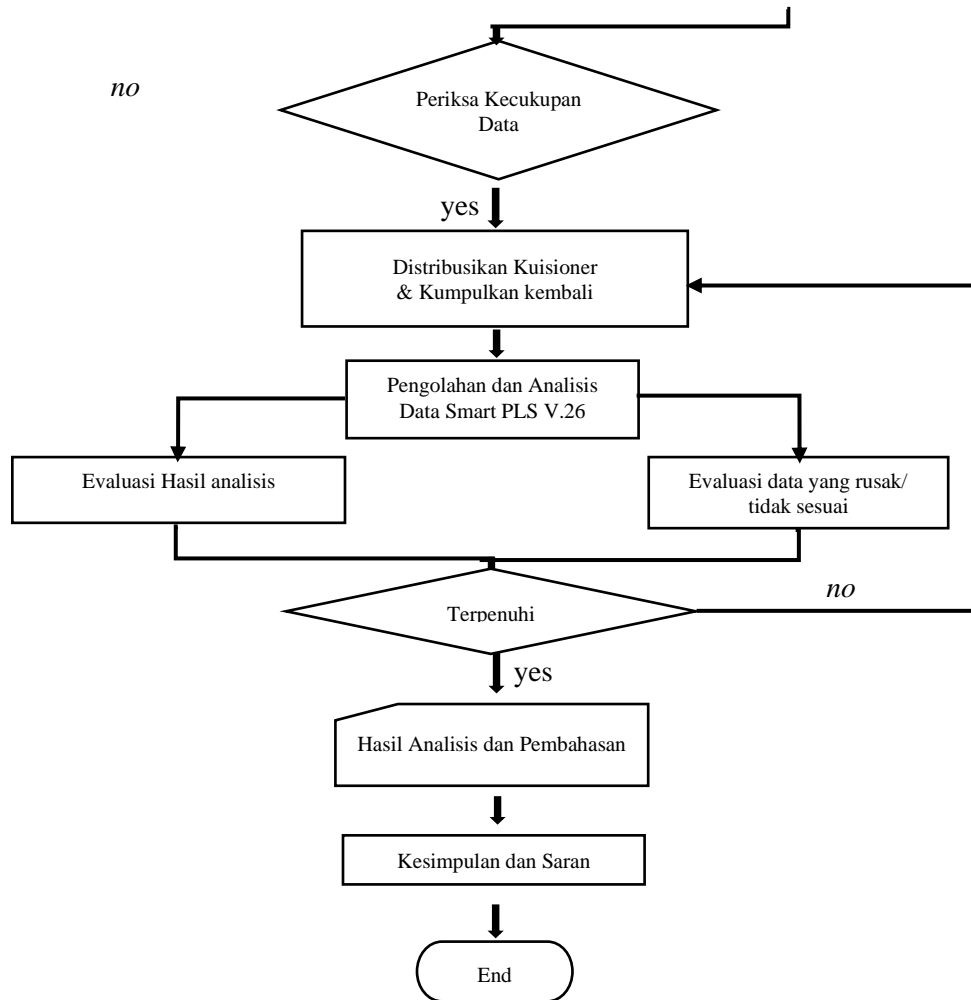 no
Periksa Kecukupan
Data
yes
Distribusikan Kuisioner
& Kumpulkan kembali
Pengolahan dan Analisis
Data Smart PLS V.26
Evaluasi Hasil analisis
Evaluasi data yang rusak/
tidak sesuai
Terpenuhi
no
yes
Hasil Analisis dan Pembahasan
Kesimpulan dan Saran
End